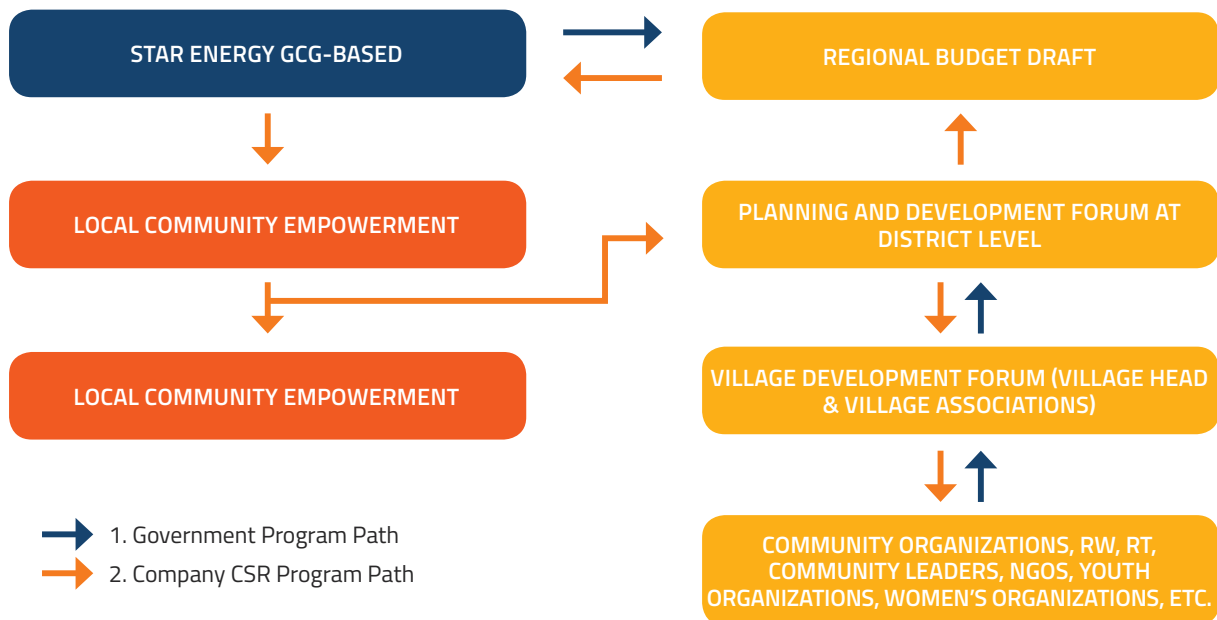 STAR ENERGY GCG-BASED
REGIONAL BUDGET DRAFT
LOCAL COMMUNITY EMPOWERMENT
PLANNING AND DEVELOPMENT FORUM AT
DISTRICT LEVEL
LOCAL COMMUNITY EMPOWERMENT
VILLAGE DEVELOPMENT FORUM (VILLAGE HEAD
& VILLAGE ASSOCIATIONS)
1. Government Program Path
2. Company CSR Program Path
COMMUNITY ORGANIZATIONS, RW, RT,
COMMUNITY LEADERS, NGOS, YOUTH
ORGANIZATIONS, WOMEN'S ORGANIZATIONS, ETC.